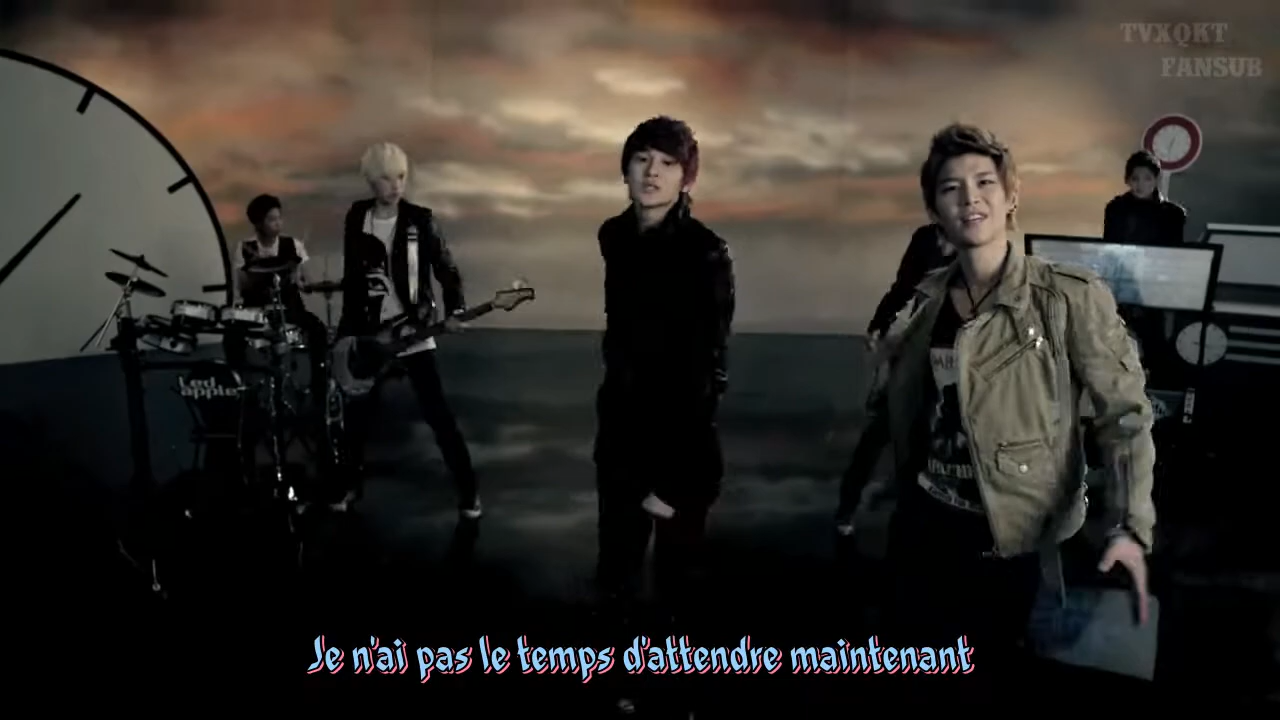 TVXQKT
FANSUB
Led
apple
Je n'ai pas le temps d'attendre maintenant